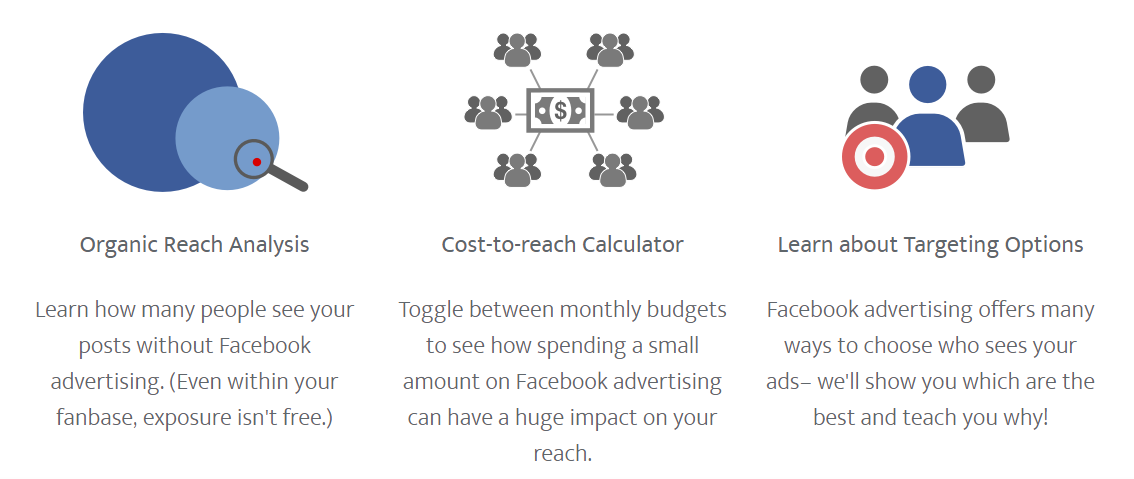 $
Organic Reach Analysis
Learn how many people see your
posts without Facebook
advertising. (Even within your
fanbase, exposure isn't free.)
Cost-to-reach Calculator
Toggle between monthly budgets
to see how spending a small
amount on Facebook advertising
can have a huge impact on your
reach.
Learn about Targeting Options
Facebook advertising offers many
ways to choose who sees your
ads– we'll show you which are the
best and teach you why!